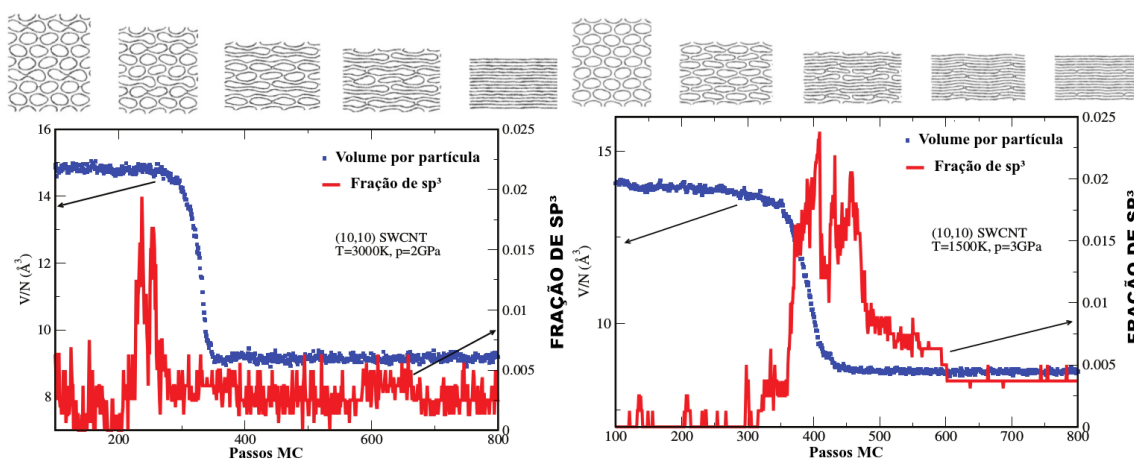 16
14
12
10
8
V/N (Å³)
200
400
600
800
Passos MC
0.025
0.02
0.015
0.01
0.005
0
FRAÇÃO DE SP³
Volume por partícula
Fração de sp³
(10,10) SWCNT
T=3000K, p=2GPa
15
10
V/N (Å³)
100
200
300
400
500
600
700
800
Passos MC
0.025
0.02
0.015
0.01
0.005
0
FRAÇÃO DE SP³
Volume por partícula
Fração de sp³
(10,10) SWCNT
T=1500K, p=3GPa